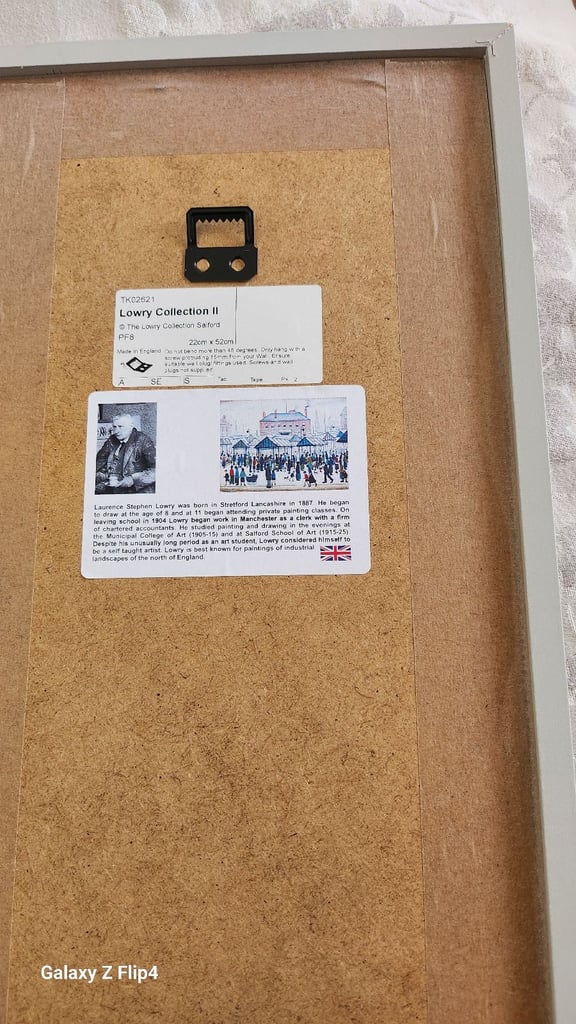 TK02621
Lowry Collection II
© The Lowry Collection Salford
PF8
22cm x 52cm
Made in England
Do not bend more than 45 degrees. Only hang with a
screw protruding 15mm from your Wall. Ensure
suitable wall plug/fittings used. Screws and wall
plugs not supplied
A SE S Tac Tape Px 2
Laurence Stephen Lowry was born in Stretford Lancashire in 1887. He began
to draw at the age of 8 and at 11 began attending private painting classes. On
leaving school in 1904 Lowry began work in Manchester as a clerk with a firm
of chartered accountants. He studied painting and drawing in the evenings at
the Municipal College of Art (1905-15) and at Salford School of Art (1915-25).
Despite his unusually long period as an art student, Lowry considered himself to
be a self taught artist. Lowry is best known for paintings of industrial
landscapes of the north of England.
Galaxy Z Flip4